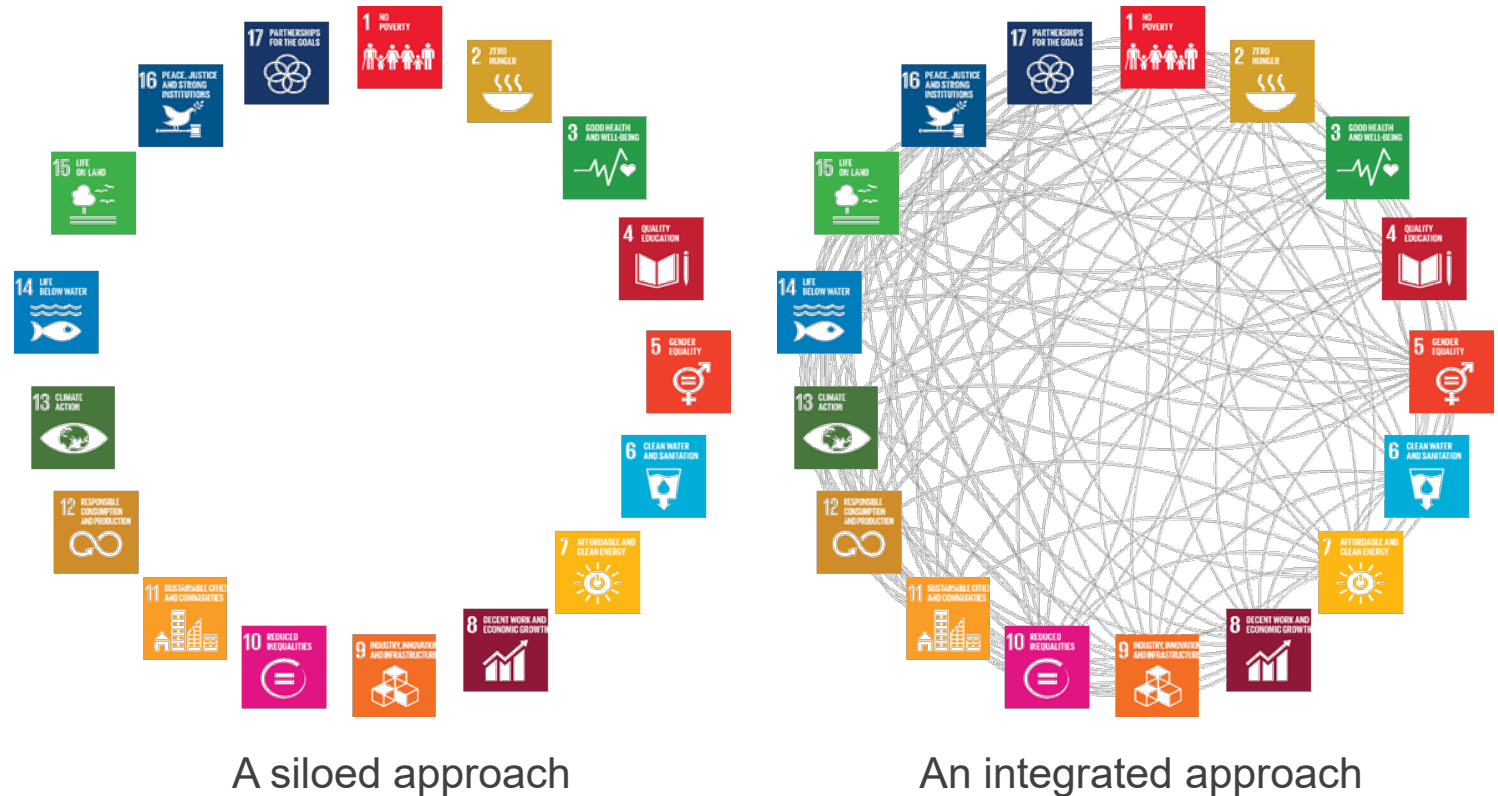 1 NO
POVERTY
2 ZERO
HUNGER
3 GOOD HEALTH
AND WELL-BEING
4 QUALITY
EDUCATION
5 GENDER
EQUALITY
6 CLEAN WATER
AND SANITATION
7 AFFORDABLE AND
CLEAN ENERGY
8 DECENT WORK AND
ECONOMIC GROWTH
9 INDUSTRY, INNOVATION
AND INFRASTRUCTURE
10 REDUCED
INEQUALITIES
11 SUSTAINABLE CITIES
AND COMMUNITIES
12 RESPONSIBLE
CONSUMPTION
AND PRODUCTION
13 CLIMATE
ACTION
14 LIFE
BELOW WATER
15 LIFE
ON LAND
16 PEACE, JUSTICE
AND STRONG
INSTITUTIONS
17 PARTNERSHIPS
FOR THE GOALS
A siloed approach
1 NO
POVERTY
2 ZERO
HUNGER
3 GOOD HEALTH
AND WELL-BEING
4 QUALITY
EDUCATION
5 GENDER
EQUALITY
6 CLEAN WATER
AND SANITATION
7 AFFORDABLE AND
CLEAN ENERGY
8 DECENT WORK AND
ECONOMIC GROWTH
9 INDUSTRY, INNOVATION
AND INFRASTRUCTURE
10 REDUCED
INEQUALITIES
11 SUSTAINABLE CITIES
AND COMMUNITIES
12 RESPONSIBLE
CONSUMPTION
AND PRODUCTION
13 CLIMATE
ACTION
14 LIFE
BELOW WATER
15 LIFE
ON LAND
16 PEACE, JUSTICE
AND STRONG
INSTITUTIONS
17 PARTNERSHIPS
FOR THE GOALS
An integrated approach